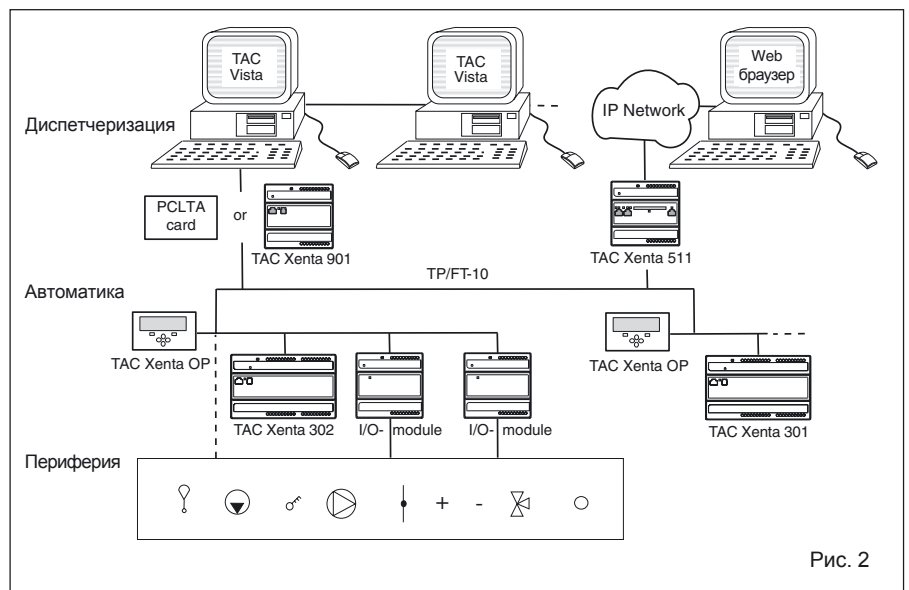 TAC
Vista
TAC
Vista
Web
браузер
IP Network
Диспетчеризация
PCLTA
card
or
TAC Xenta 901
TAC Xenta 511
TP/FT-10
Автоматика
TAC Xenta OP
TAC Xenta OP
TAC Xenta 302
I/O- module
I/O- module
TAC Xenta 301
Периферия
+ -
Рис. 2